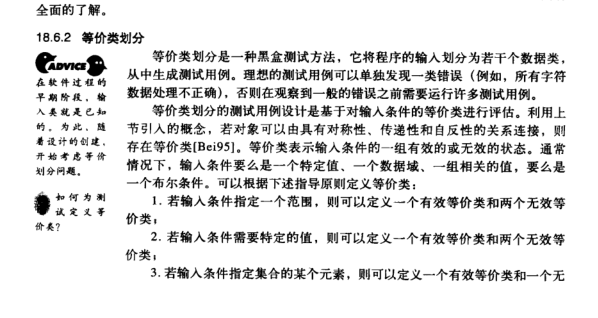 全面的了解。
18.6.2 等价类划分
ADVICE
在软件过程的
早期阶段，输
入类就是已知
的。为此，随
着设计的创建，
开始考虑等价
划分问题。
如何为测
试定义等
价类？
等价类划分是一种黑盒测试方法，它将程序的输入划分为若干个数据类，
从中生成测试用例。理想的测试用例可以单独发现一类错误（例如，所有字符
数据处理不正确），否则在观察到一般的错误之前需要运行许多测试用例。
等价类划分的测试用例设计是基于对输入条件的等价类进行评估。利用上
节引入的概念，若对象可以由具有对称性、传递性和自反性的关系连接，则
存在等价类[Bei95]。等价类表示输入条件的一组有效的或无效的状态。通常
情况下，输入条件要么是一个特定值、一个数据域、一组相关的值，要么是
一个布尔条件。可以根据下述指导原则定义等价类：
1. 若输入条件指定一个范围，则可以定义一个有效等价类和两个无效等
价类；
2. 若输入条件需要特定的值，则可以定义一个有效等价类和两个无效等
价类；
3. 若输入条件指定集合的某个元素，则可以定义一个有效等价类和一个无